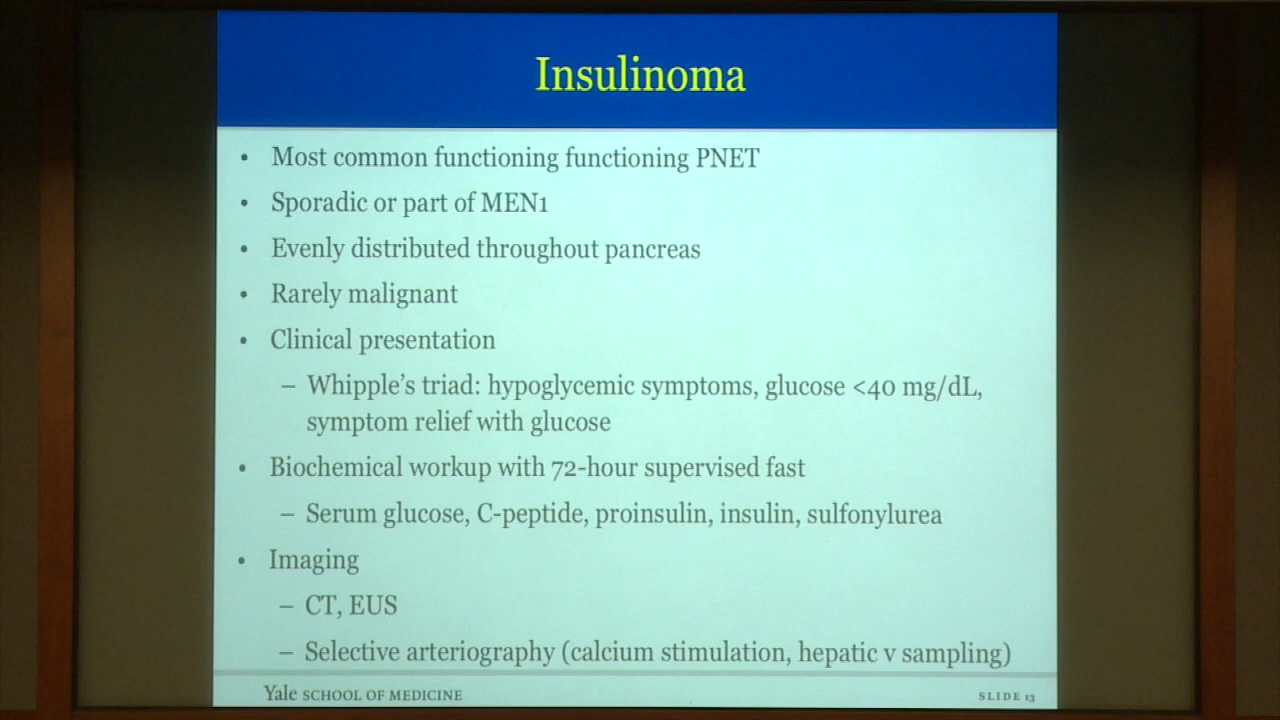 Insulinoma
• Most common functioning functioning PNET
• Sporadic or part of MEN1
• Evenly distributed throughout pancreas
• Rarely malignant
• Clinical presentation
– Whipple's triad: hypoglycemic symptoms, glucose <40 mg/dL,
symptom relief with glucose
• Biochemical workup with 72-hour supervised fast
– Serum glucose, C-peptide, proinsulin, insulin, sulfonylurea
• Imaging
– CT, EUS
– Selective arteriography (calcium stimulation, hepatic v sampling)
Yale SCHOOL OF MEDICINE
SLIDE 13